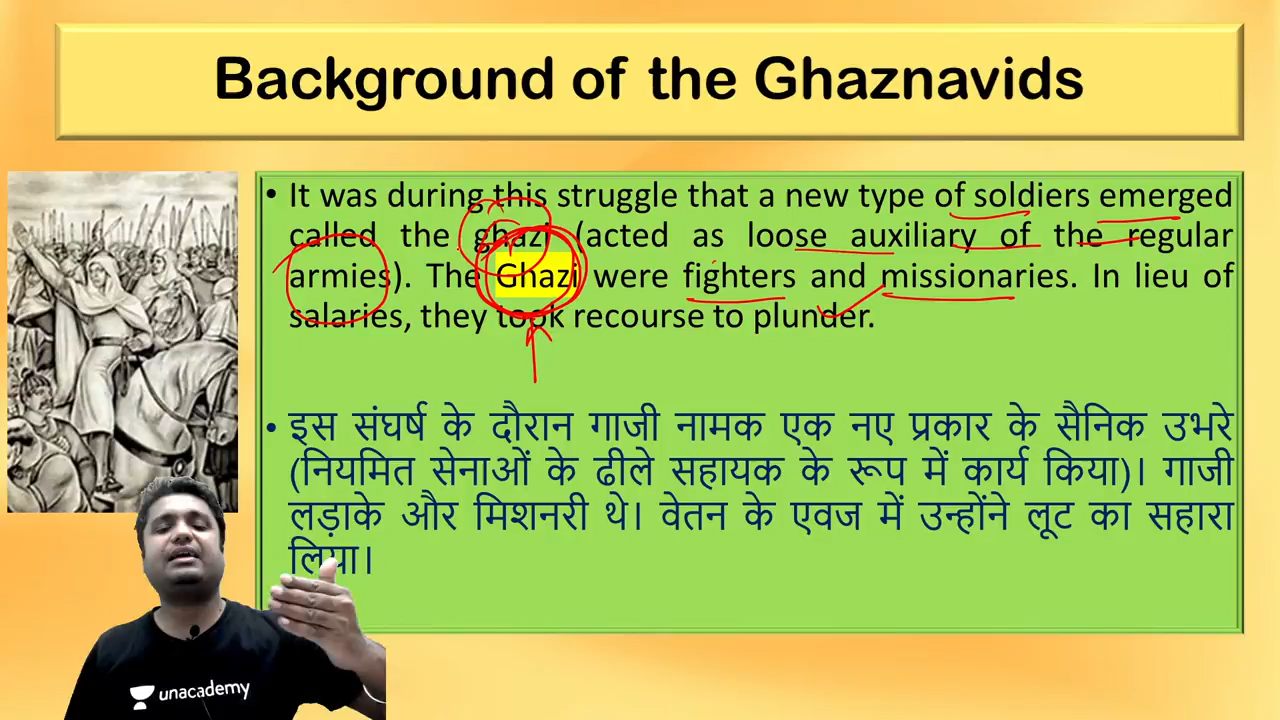 Background of the Ghaznavids
• It was during this struggle that a new type of soldiers emerged
called the ghazi (acted as loose auxiliary of the regular
armies). The Ghazi were fighters and missionaries. In lieu of
salaries, they took recourse to plunder.
• इस संघर्ष के दौरान गाजी नामक एक नए प्रकार के सैनिक उभरे
(नियमित सेनाओं के ढीले सहायक के रूप में कार्य किया)। गाजी
लड़ाके और मिशनरी थे। वेतन के एवज में उन्होंने लूट का सहारा
लिया।
unacademy